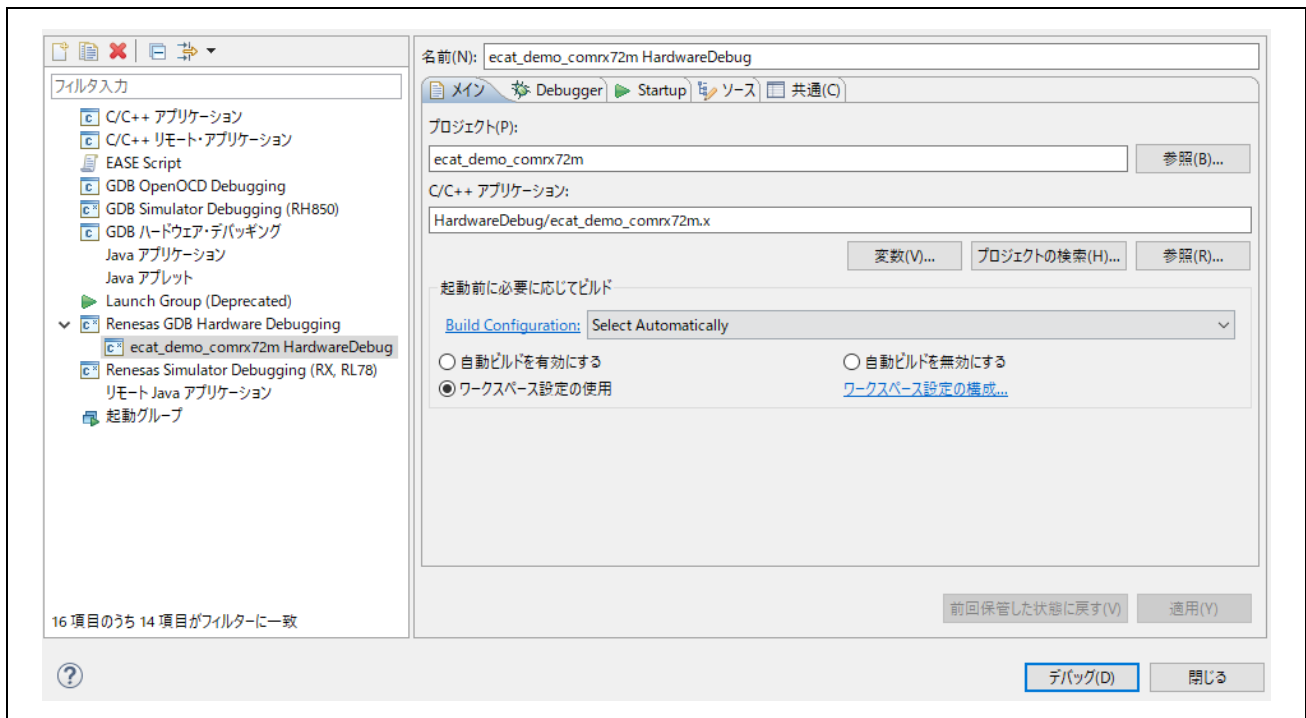 フィルタ入力
C/C++ アプリケーション
C/C++ リモート・アプリケーション
EASE Script
GDB OpenOCD Debugging
GDB Simulator Debugging (RH850)
GDB ハードウェア・デバッギング
Java アプリケーション
Java アプレット
Launch Group (Deprecated)
Renesas GDB Hardware Debugging
ecat_demo_comrx72m HardwareDebug
Renesas Simulator Debugging (RX, RL78)
リモート Java アプリケーション
起動グループ
16 項目のうち 14 項目がフィルターに一致
名前(N): ecat_demo_comrx72m HardwareDebug
メイン Debugger Startup ソース 共通(C)
プロジェクト(P):
ecat_demo_comrx72m 参照(B)...
C/C++ アプリケーション:
HardwareDebug/ecat_demo_comrx72m.x
変数(V)... プロジェクトの検索(H)... 参照(R)...
起動前に必要に応じてビルド
Build Configuration: Select Automatically
自動ビルドを有効にする 自動ビルドを無効にする
ワークスペース設定の使用 ワークスペース設定の構成...
前回保管した状態に戻す(V) 適用(Y)
デバッグ(D) 閉じる